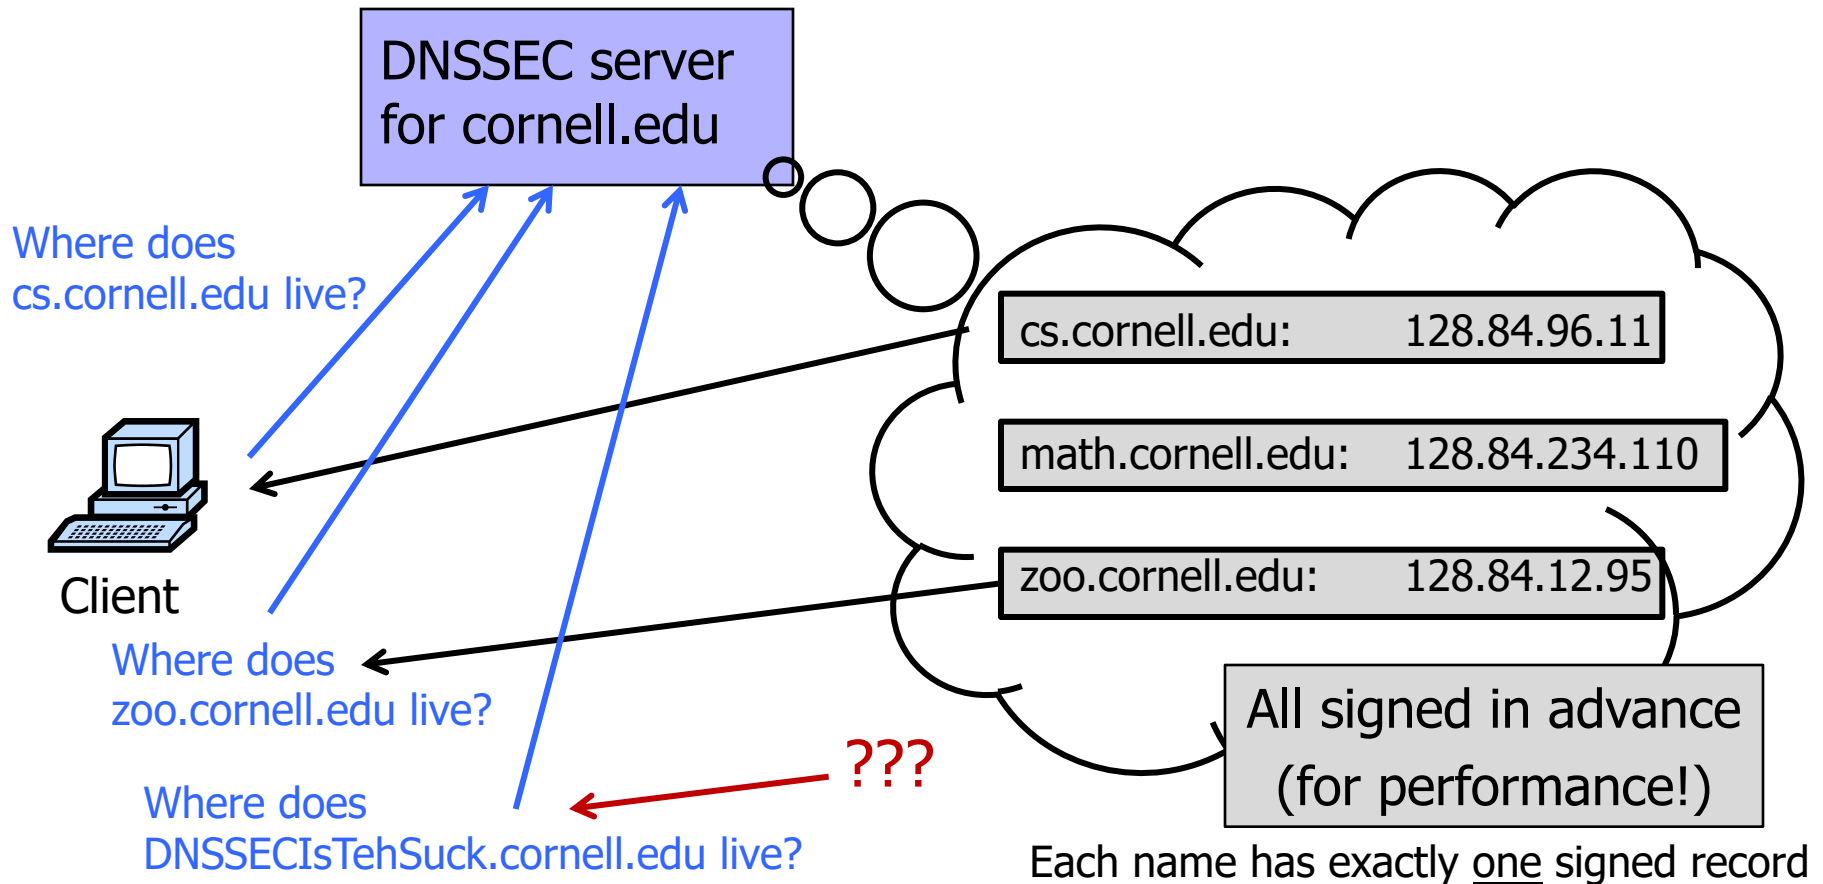 DNSSEC server
for cornell.edu
Where does
cs.cornell.edu live?
cs.cornell.edu: 128.84.96.11
math.cornell.edu: 128.84.234.110
zoo.cornell.edu: 128.84.12.95
Client
Where does
zoo.cornell.edu live?
All signed in advance
(for performance!)
???
Where does
DNSSECIsTehSuck.cornell.edu live?
Each name has exactly one signed record